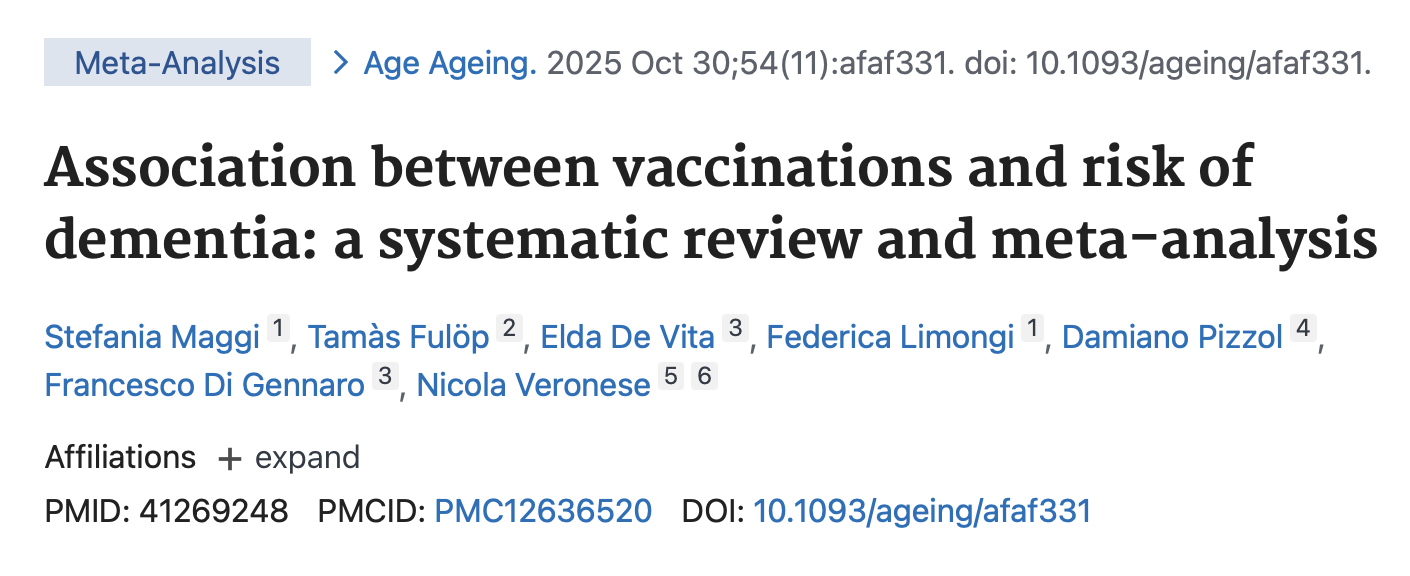 Meta-Analysis > Age Ageing. 2025 Oct 30;54(11):afaf331. doi: 10.1093/ageing/afaf331.
Association between vaccinations and risk of
dementia: a systematic review and meta-analysis
Stefania Maggi 1, Tamàs Fulöp 2, Elda De Vita 3, Federica Limongi 1, Damiano Pizzol 4,
Francesco Di Gennaro 3, Nicola Veronese 5 6
Affiliations + expand
PMID: 41269248 PMCID: PMC12636520 DOI: 10.1093/ageing/afaf331